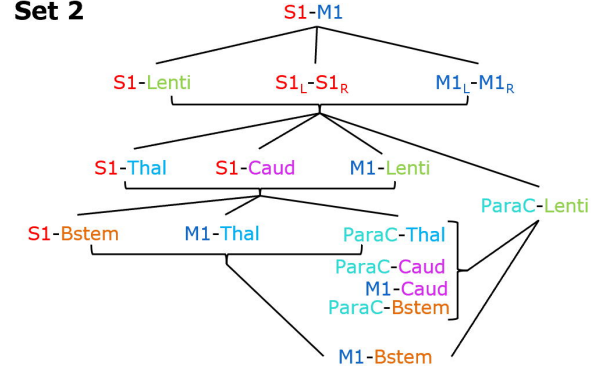 Set 2
S1-M1
S1-Lenti S1L-S1R M1L-M1R
S1-Thal S1-Caud M1-Lenti
ParaC-Lenti
S1-Bstem M1-Thal ParaC-Thal
ParaC-Caud
M1-Caud
ParaC-Bstem
M1-Bstem